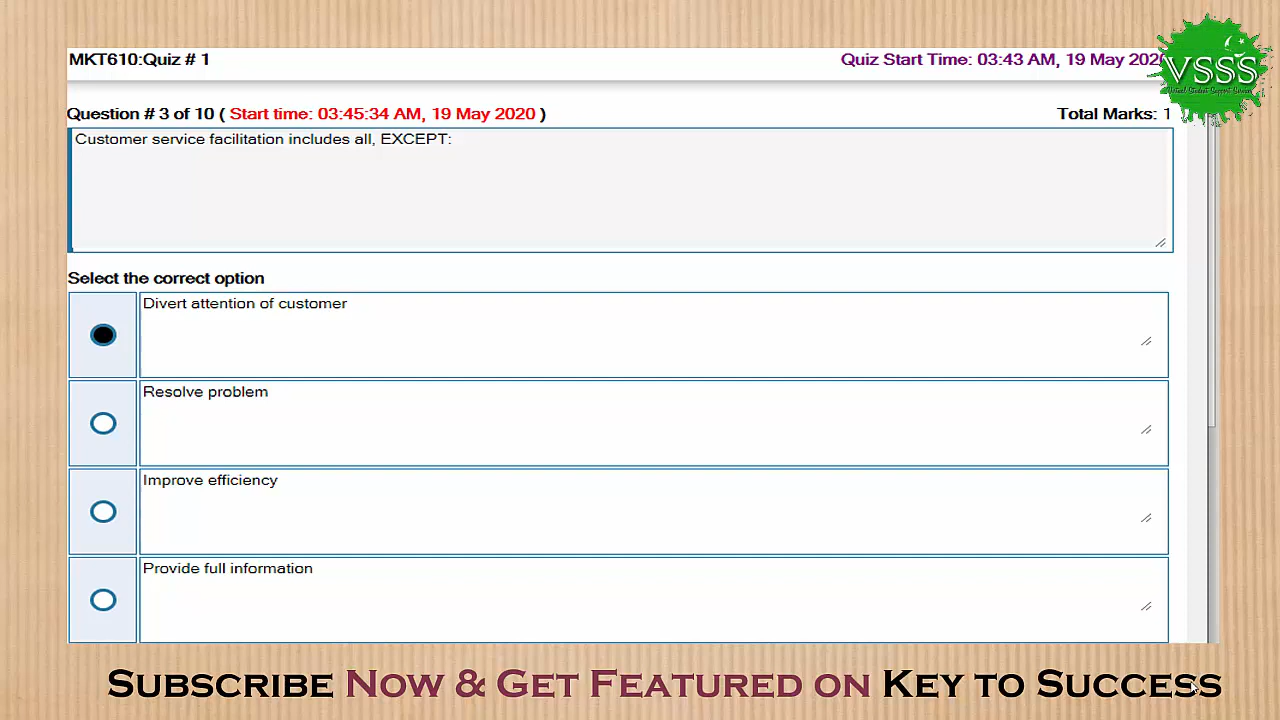 MKT610:Quiz # 1
Quiz Start Time: 03:43 AM, 19 May
VSSS
Question # 3 of 10 ( Start time: 03:45:34 AM, 19 May 2020 )
Total Marks: 1
Customer service facilitation includes all, EXCEPT:
Select the correct option
Divert attention of customer
Resolve problem
Improve efficiency
Provide full information
Subscribe Now & Get Featured on Key to Success